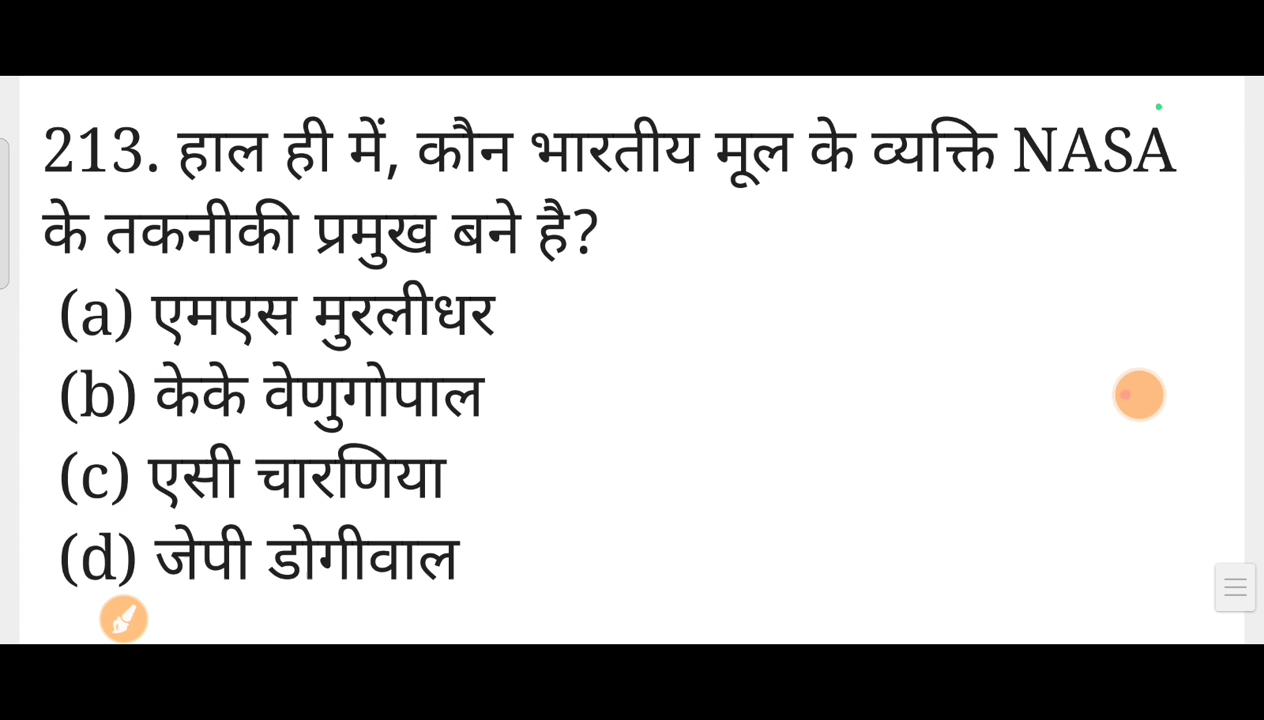 213. हाल ही में, कौन भारतीय मूल के व्यक्ति NASA
के तकनीकी प्रमुख बने है?
(a) एमएस मुरलीधर
(b) केके वेणुगोपाल
(c) एसी चारणिया
(d) जेपी डोगीवाल